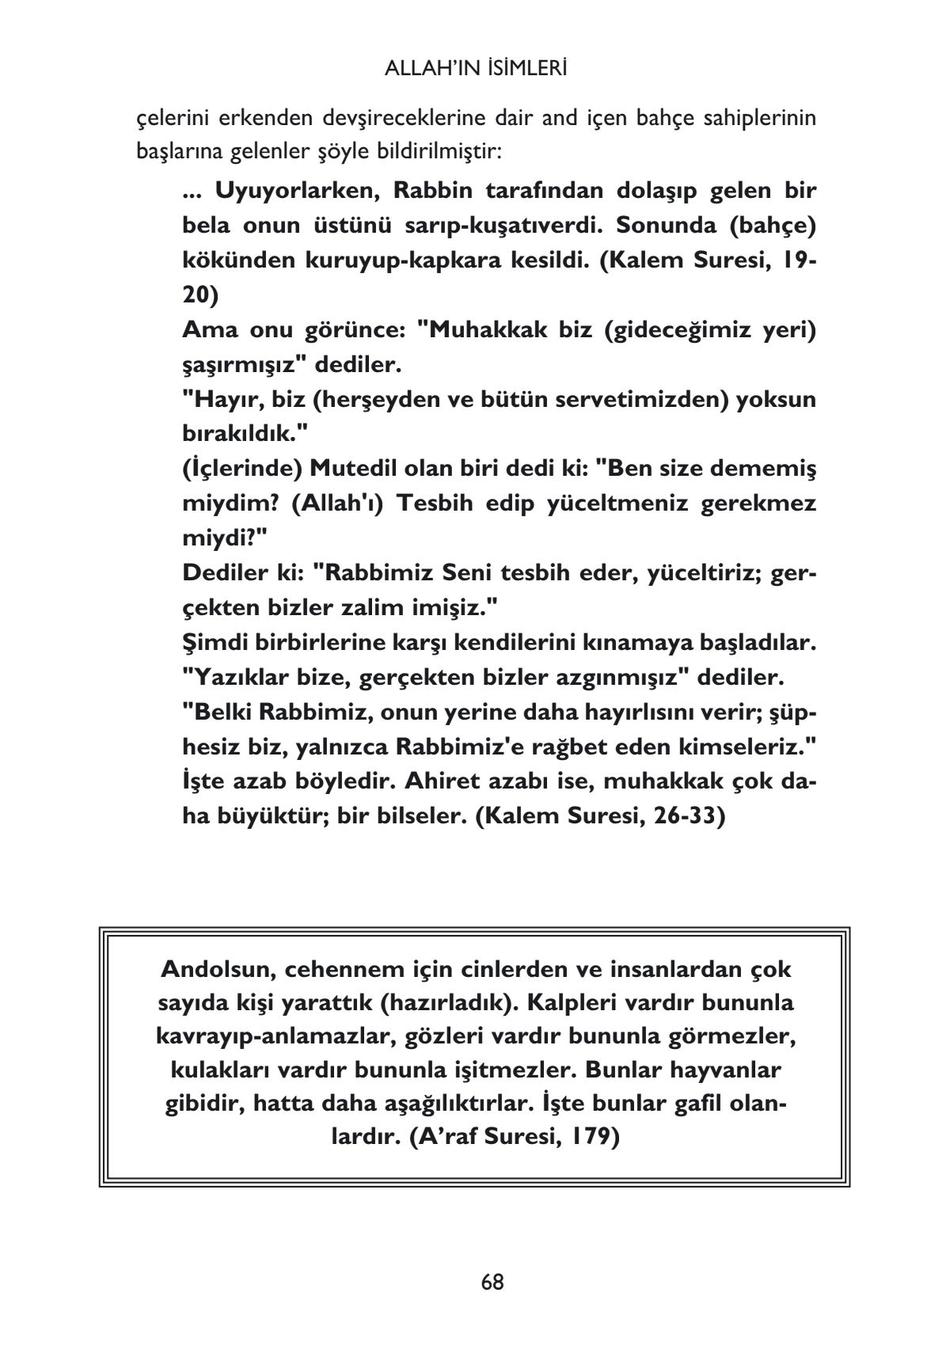 ALLAH’IN İSİMLERİ
çelerini erkenden devşireceklerine dair and içen bahçe sahiplerinin
başlarına gelenler şöyle bildirilmiştir:
... Uyuyorlarken, Rabbin tarafından dolaşıp gelen bir
bela onun üstünü sarıp-kuşatıverdi. Sonunda (bahçe)
kökünden kuruyup-kapkara kesildi. (Kalem Suresi, 19-
20)
Ama onu görünce: "Muhakkak biz (gideceğimiz yeri)
şaşırmışız" dediler.
"Hayır, biz (herşeyden ve bütün servetimizden) yoksun
bırakıldık."
(İçlerinde) Mutedil olan biri dedi ki: "Ben size dememiş
miydim? (Allah'ı) Tesbih edip yüceltmeniz gerekmez
miydi?"
Dediler ki: "Rabbimiz Seni tesbih eder, yüceltiriz; ger-
çekten bizler zalim imişiz."
Şimdi birbirlerine karşı kendilerini kınamaya başladılar.
"Yazıklar bize, gerçekten bizler azgınmışız" dediler.
"Belki Rabbimiz, onun yerine daha hayırlısını verir; şüp-
hesiz biz, yalnızca Rabbimiz'e rağbet eden kimseleriz."
İşte azab böyledir. Ahiret azabı ise, muhakkak çok da-
ha büyüktür; bir bilseler. (Kalem Suresi, 26-33)
Andolsun, cehennem için cinlerden ve insanlardan çok
sayıda kişi yarattık (hazırladık). Kalpleri vardır bununla
kavrayıp-anlamazlar, gözleri vardır bununla görmezler,
kulakları vardır bununla işitmezler. Bunlar hayvanlar
gibidir, hatta daha aşağılıktırlar. İşte bunlar gafil olan-
lardır. (A’raf Suresi, 179)
68